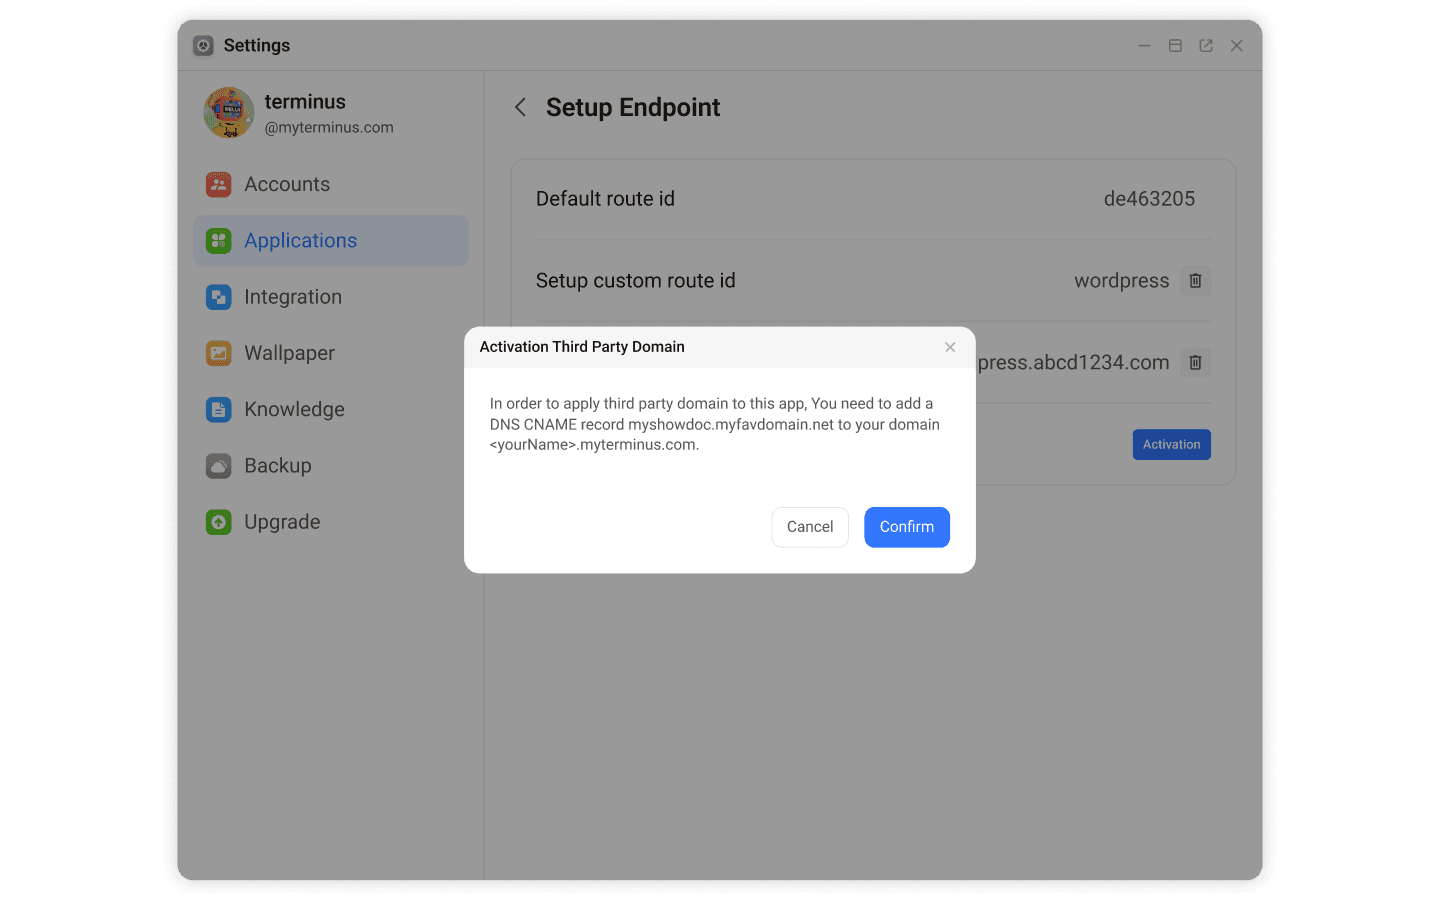 Settings
terminus
@myterminus.com
Accounts
Applications
Integration
Wallpaper
Knowledge
Backup
Upgrade
Setup Endpoint
Default route id
de463205
Setup custom route id
wordpress
press.abcd1234.com
Activation
Activation Third Party Domain
In order to apply third party domain to this app, You need to add a
DNS CNAME record myshowdoc.myfavdomain.net to your domain
<yourName>.myterminus.com.
Cancel
Confirm